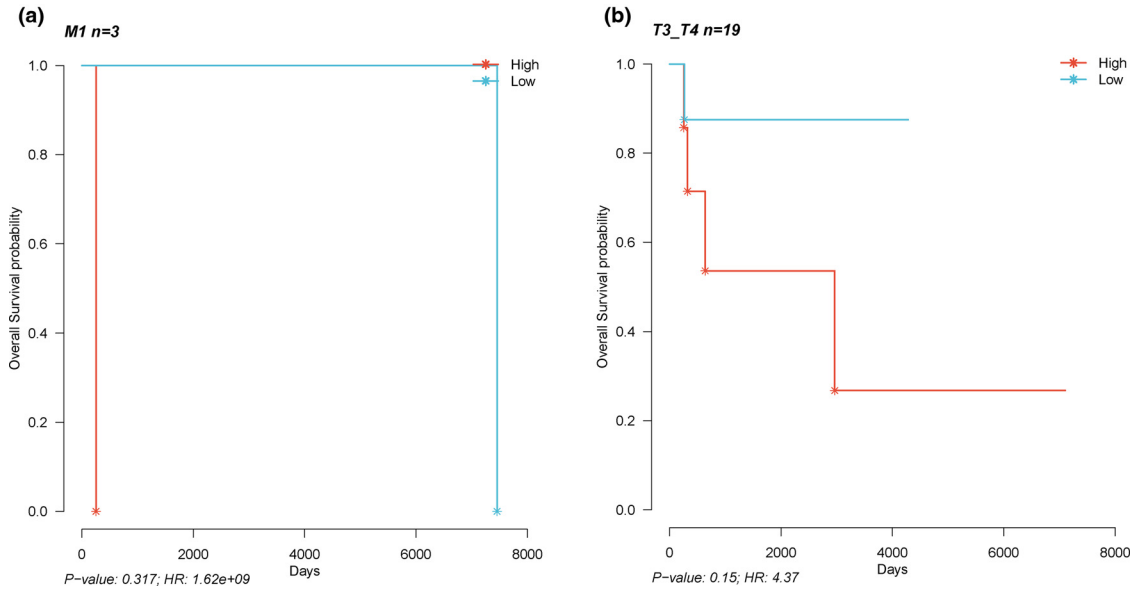 (a)
M1 n=3
High
Low
1.0
0.8
0.6
0.4
0.2
0.0
Overall Survival probability
0 2000 4000 6000 8000
Days
P−value: 0.317; HR: 1.62e+09
(b)
T3_T4 n=19
High
Low
1.0
0.8
0.6
0.4
0.2
0.0
Overall Survival probability
0 2000 4000 6000 8000
Days
P−value: 0.15; HR: 4.37